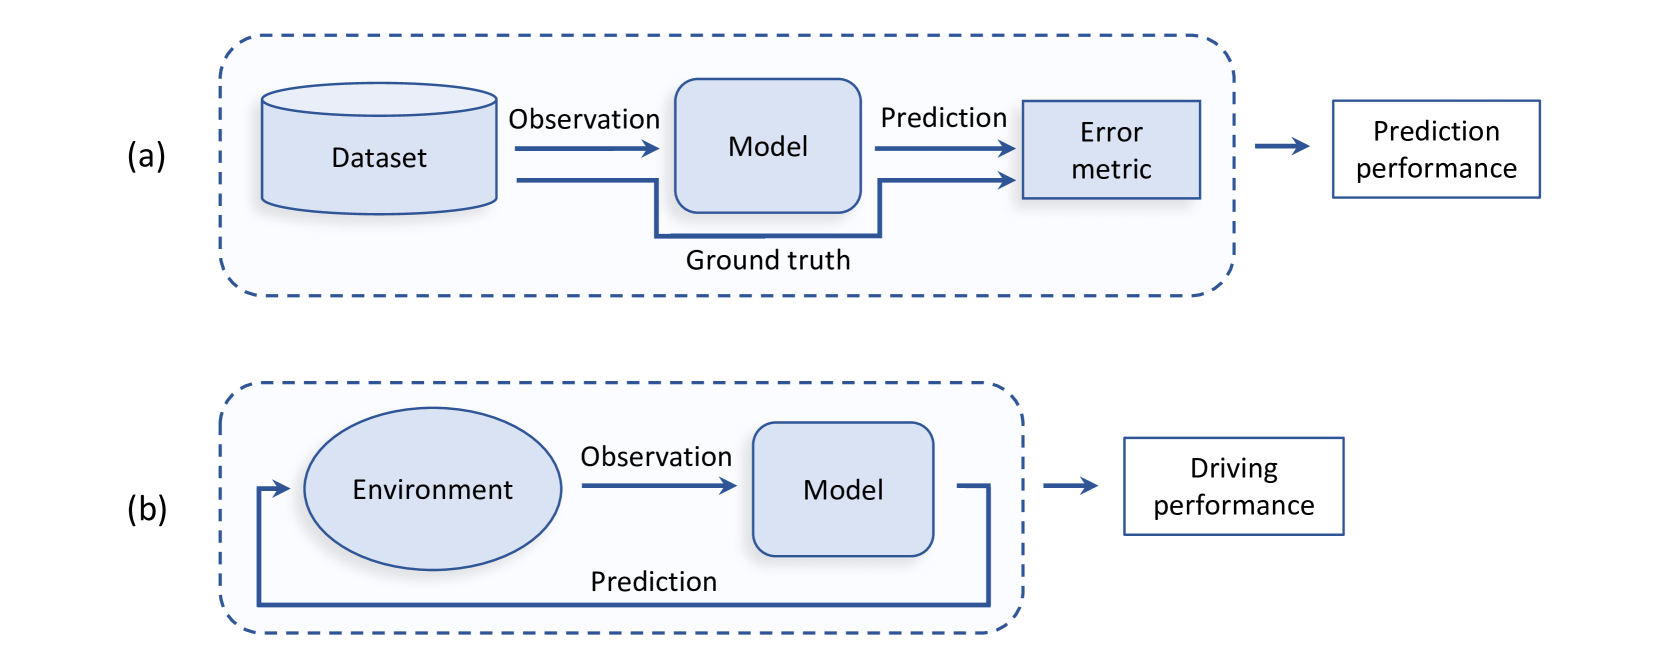 (a)
Dataset
Observation
Model
Prediction
Error
metric
Ground truth
Prediction
performance
(b)
Environment
Observation
Model
Prediction
Driving
performance